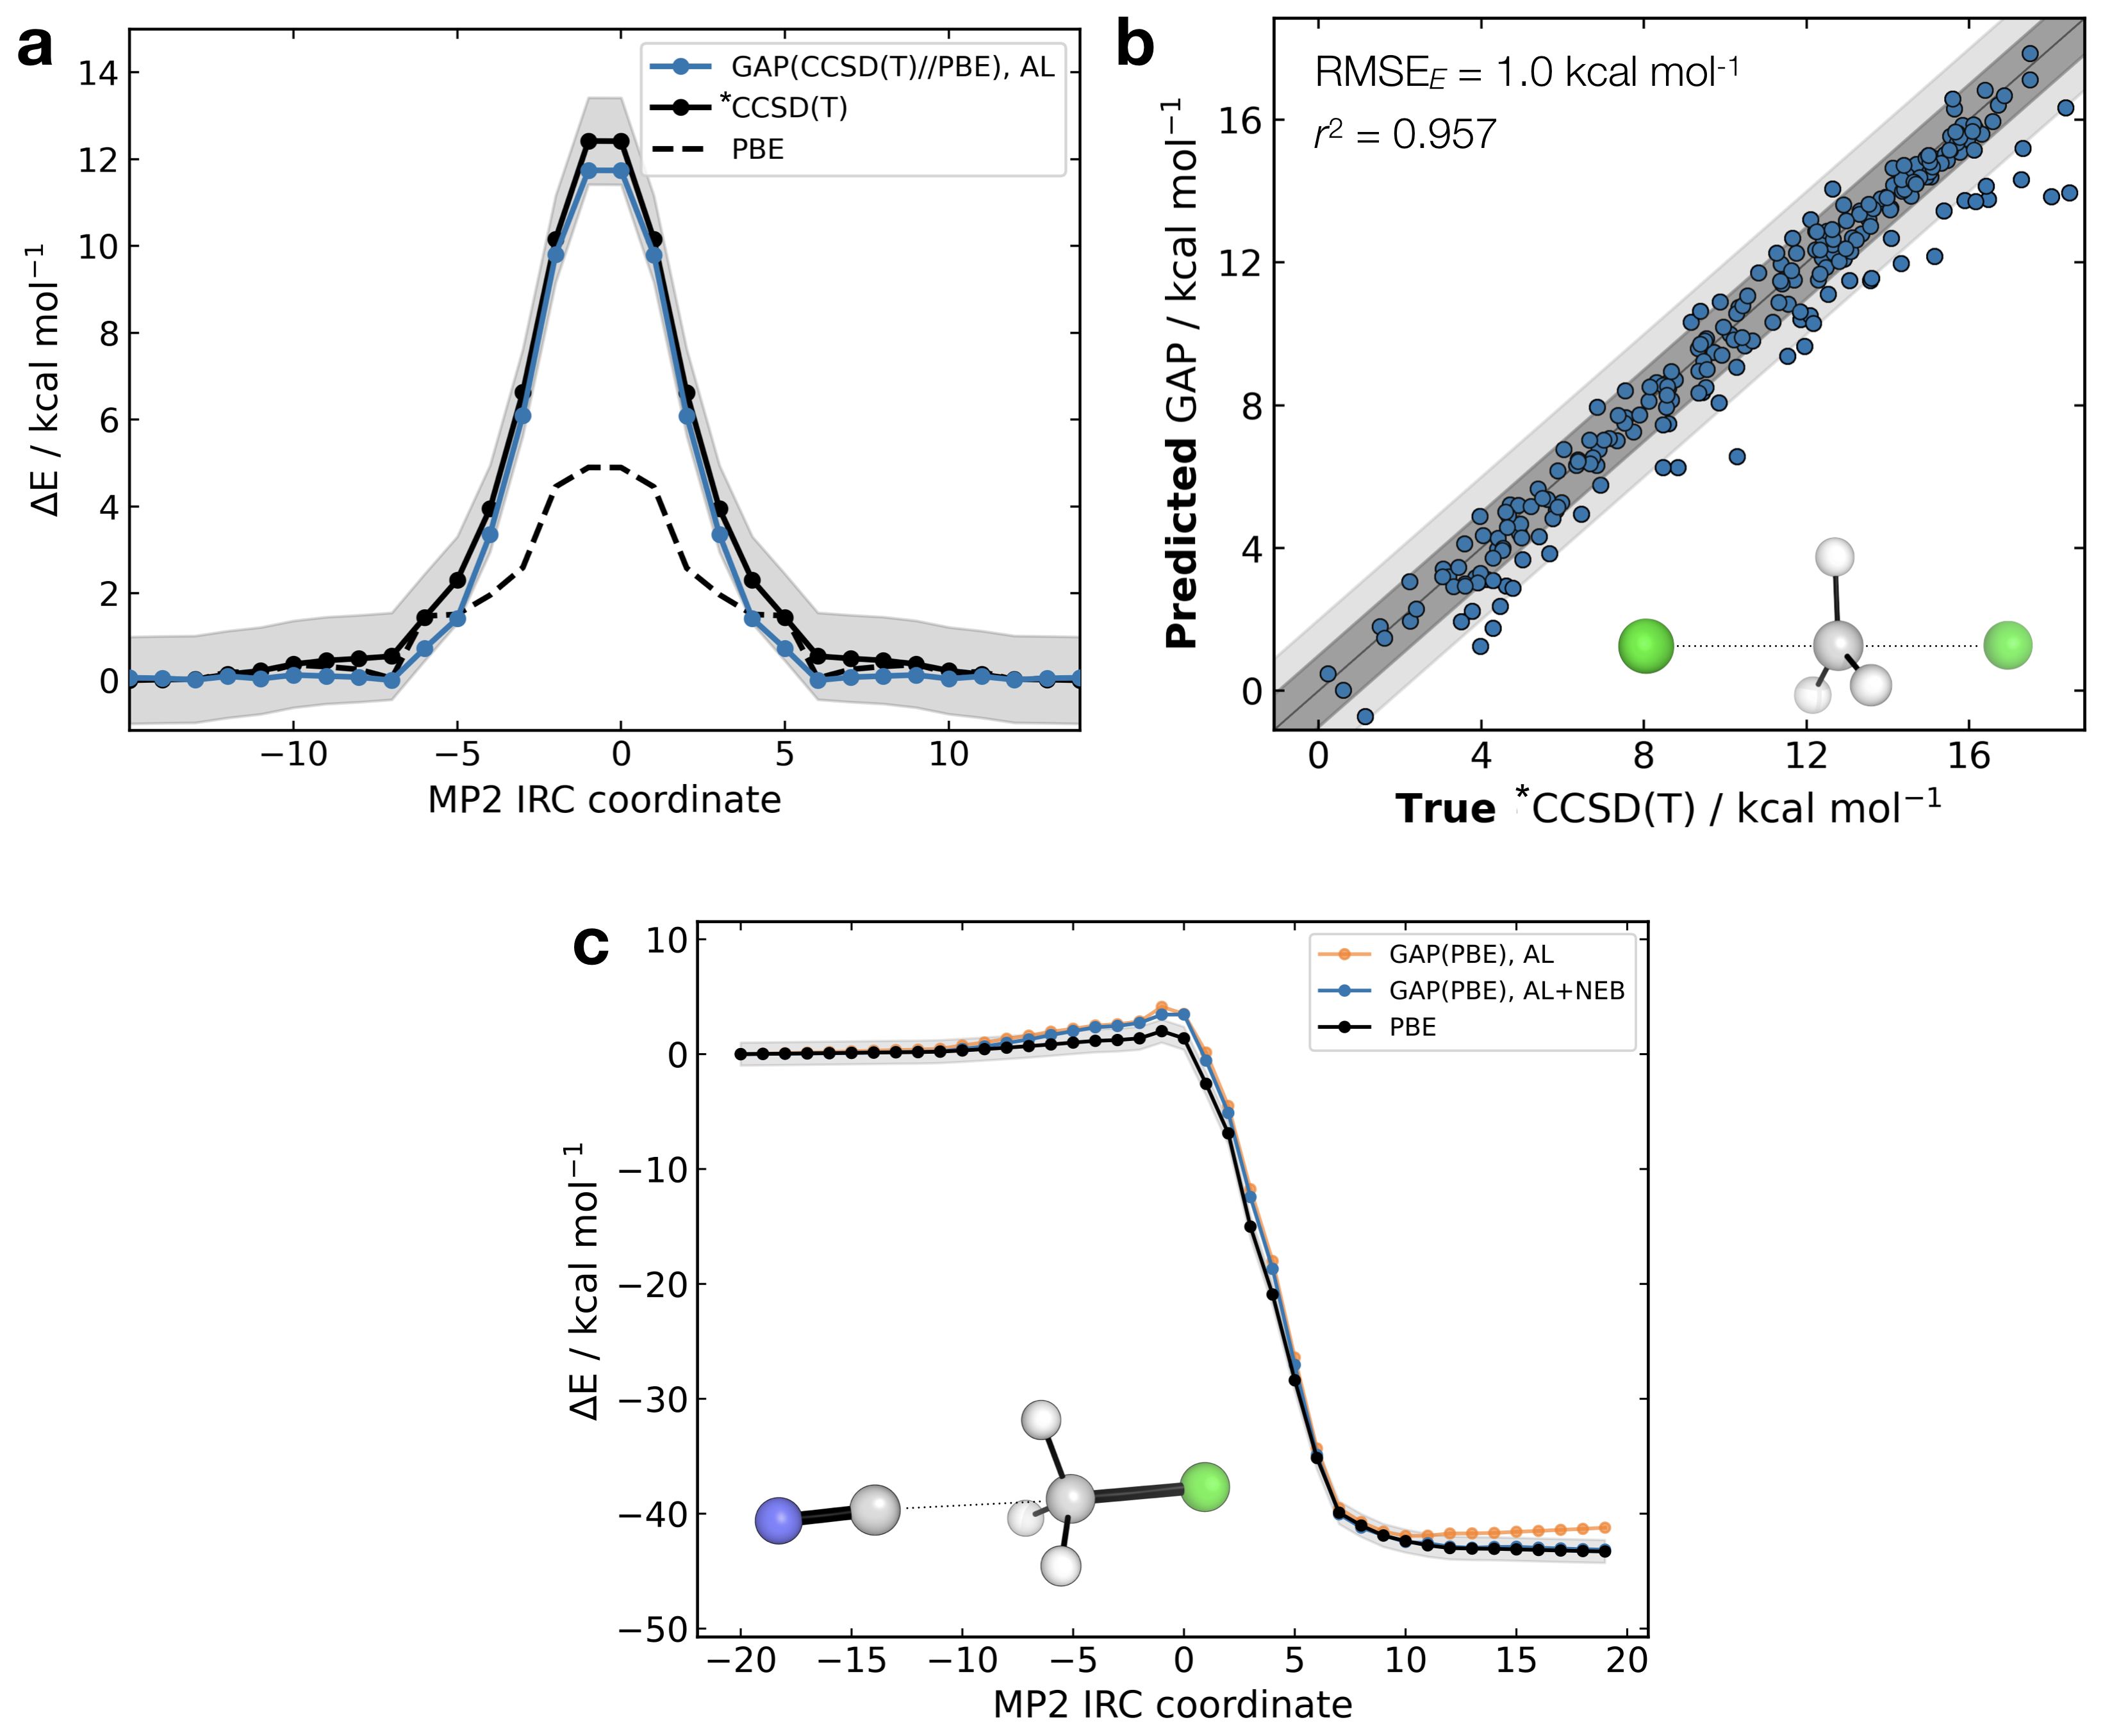 a
14
12
10
8
6
4
2
0
ΔE / kcal mol⁻¹
GAP(CCSD(T)//PBE), AL
*CCSD(T)
PBE
−10
−5
0
5
10
MP2 IRC coordinate
b
RMSE_E = 1.0 kcal mol⁻¹
r² = 0.957
16
12
8
4
0
Predicted GAP / kcal mol⁻¹
0
4
8
12
16
True *CCSD(T) / kcal mol⁻¹
c
10
0
−10
−20
−30
−40
−50
ΔE / kcal mol⁻¹
GAP(PBE), AL
GAP(PBE), AL+NEB
PBE
−20
−15
−10
−5
0
5
10
15
20
MP2 IRC coordinate